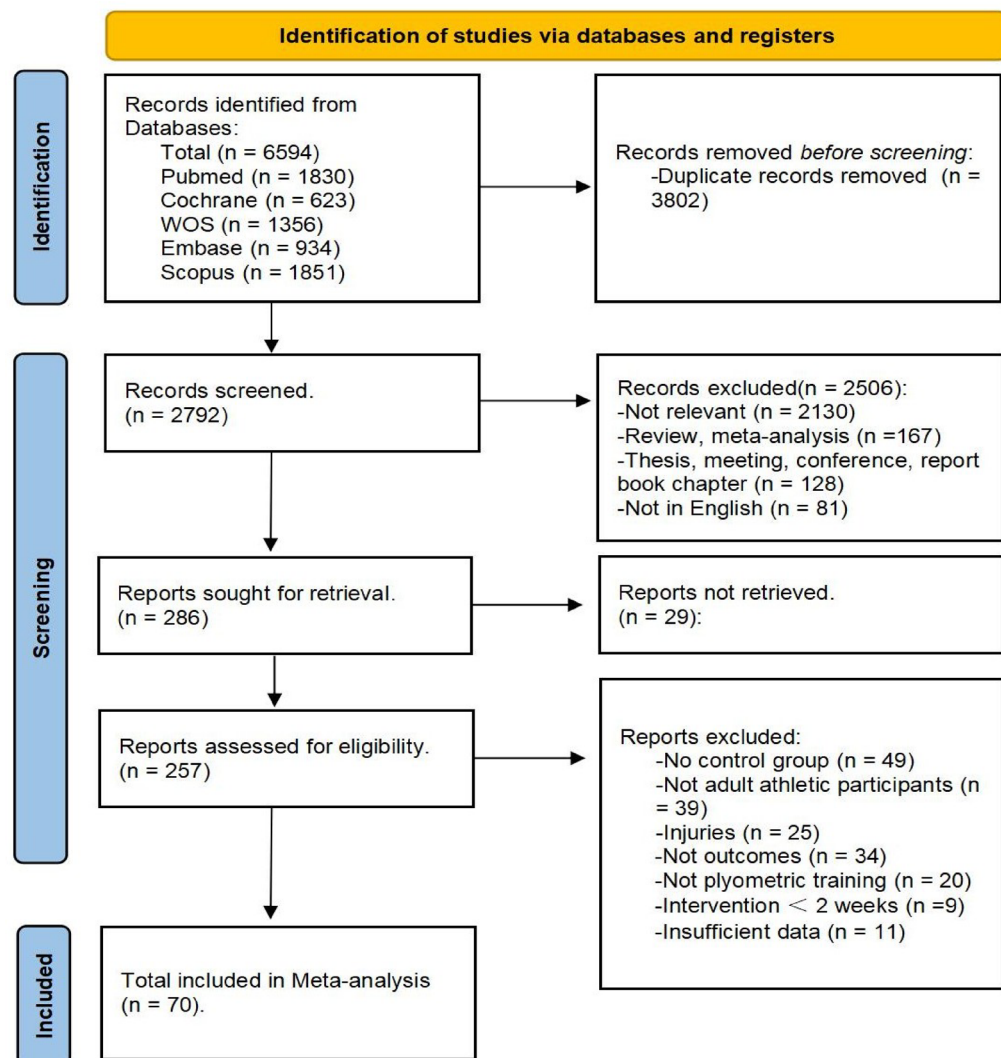 Identification of studies via databases and registers
Identification
Records identified from
Databases:
Total (n = 6594)
Pubmed (n = 1830)
Cochrane (n = 623)
WOS (n = 1356)
Embase (n = 934)
Scopus (n = 1851)
Records removed before screening:
-Duplicate records removed (n =
3802)
Screening
Records screened.
(n = 2792)
Records excluded(n = 2506):
-Not relevant (n = 2130)
-Review, meta-analysis (n =167)
-Thesis, meeting, conference, report
book chapter (n = 128)
-Not in English (n = 81)
Reports sought for retrieval.
(n = 286)
Reports not retrieved.
(n = 29):
Reports assessed for eligibility.
(n = 257)
Reports excluded:
-No control group (n = 49)
-Not adult athletic participants (n
= 39)
-Injuries (n = 25)
-Not outcomes (n = 34)
-Not plyometric training (n = 20)
-Intervention < 2 weeks (n =9)
-Insufficient data (n = 11)
Included
Total included in Meta-analysis
(n = 70).